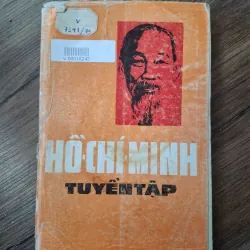 V
HỒ CHÍ MINH
TUYỂN TẬP